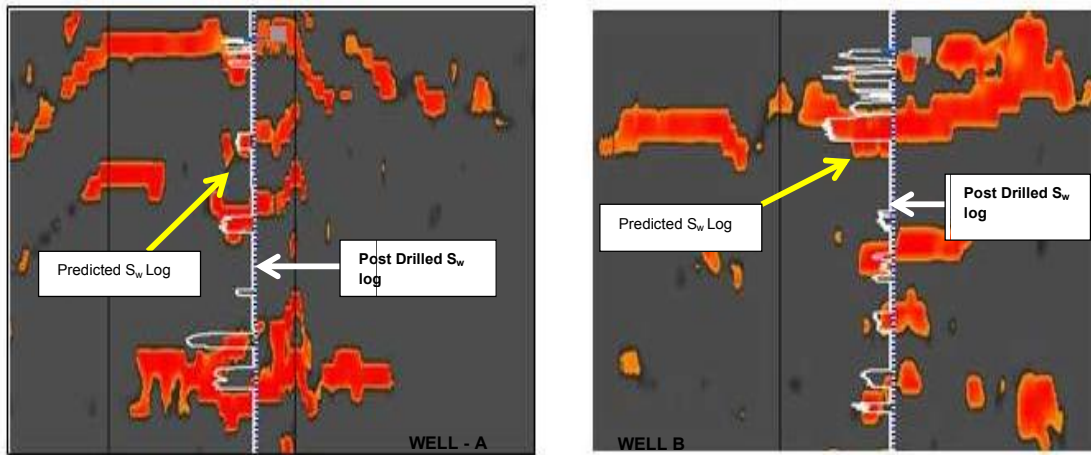 Predicted Sw Log
Post Drilled Sw
log
WELL - A
Predicted Sw Log
Post Drilled Sw
log
WELL B